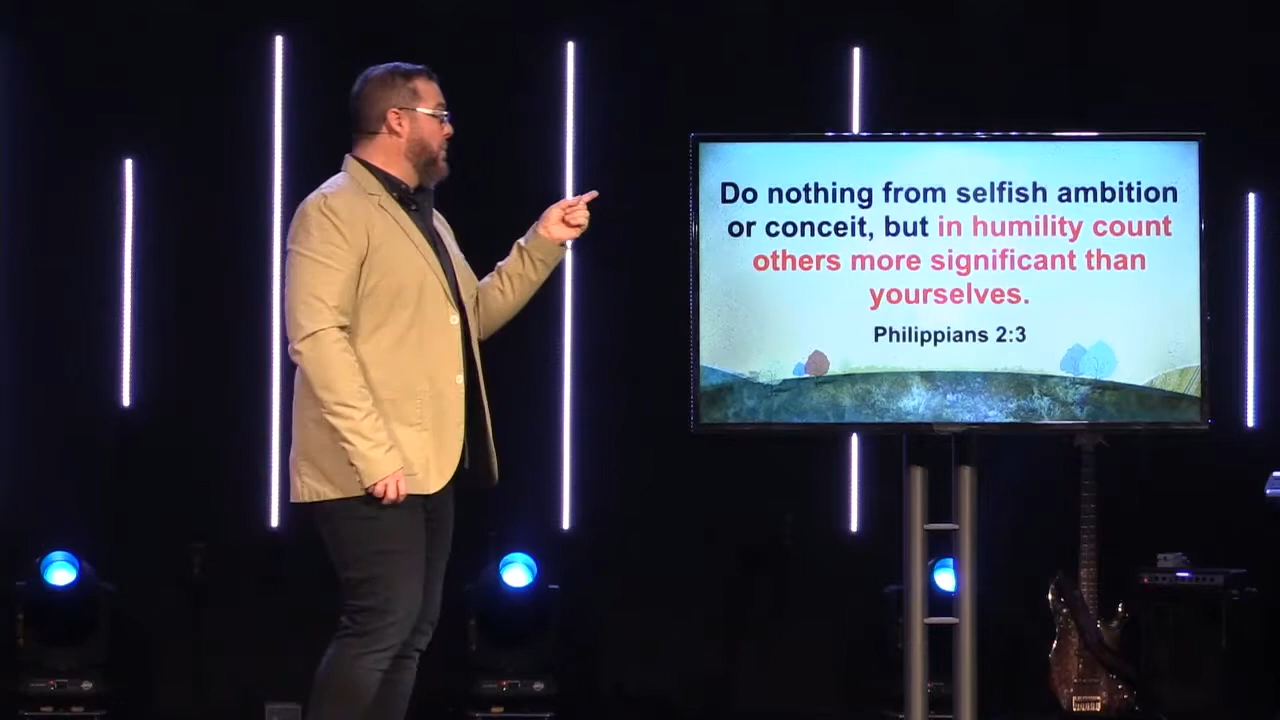 Do nothing from selfish ambition
or conceit, but in humility count
others more significant than
yourselves.
Philippians 2:3